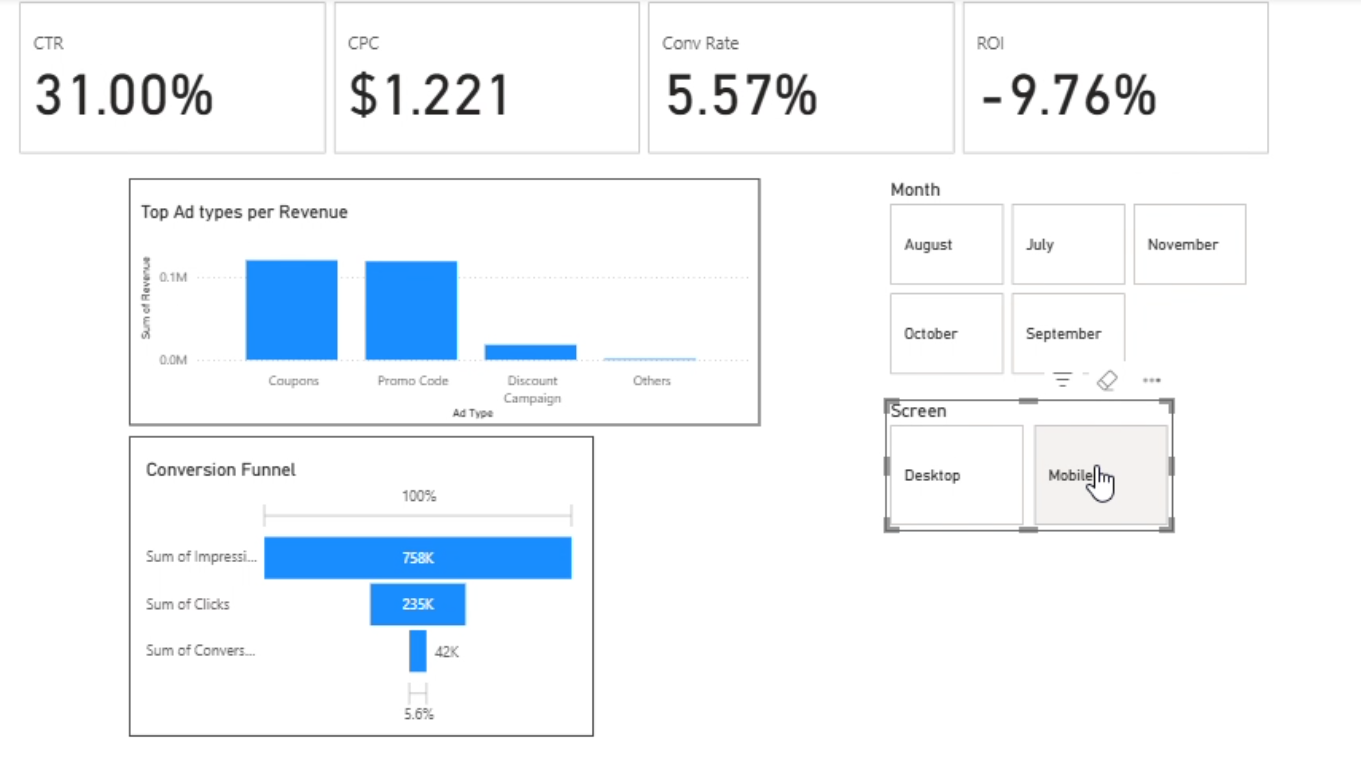 CTR
31.00%
CPC
$1.221
Conv Rate
5.57%
ROI
-9.76%
Top Ad types per Revenue
Sum of Revenue
0.1M
0.0M
Coupons
Promo Code
Discount
Campaign
Others
Ad Type
Conversion Funnel
100%
Sum of Impressi...
758K
Sum of Clicks
235K
Sum of Convers...
42K
5.6%
Month
August
July
November
October
September
Screen
Desktop
Mobile